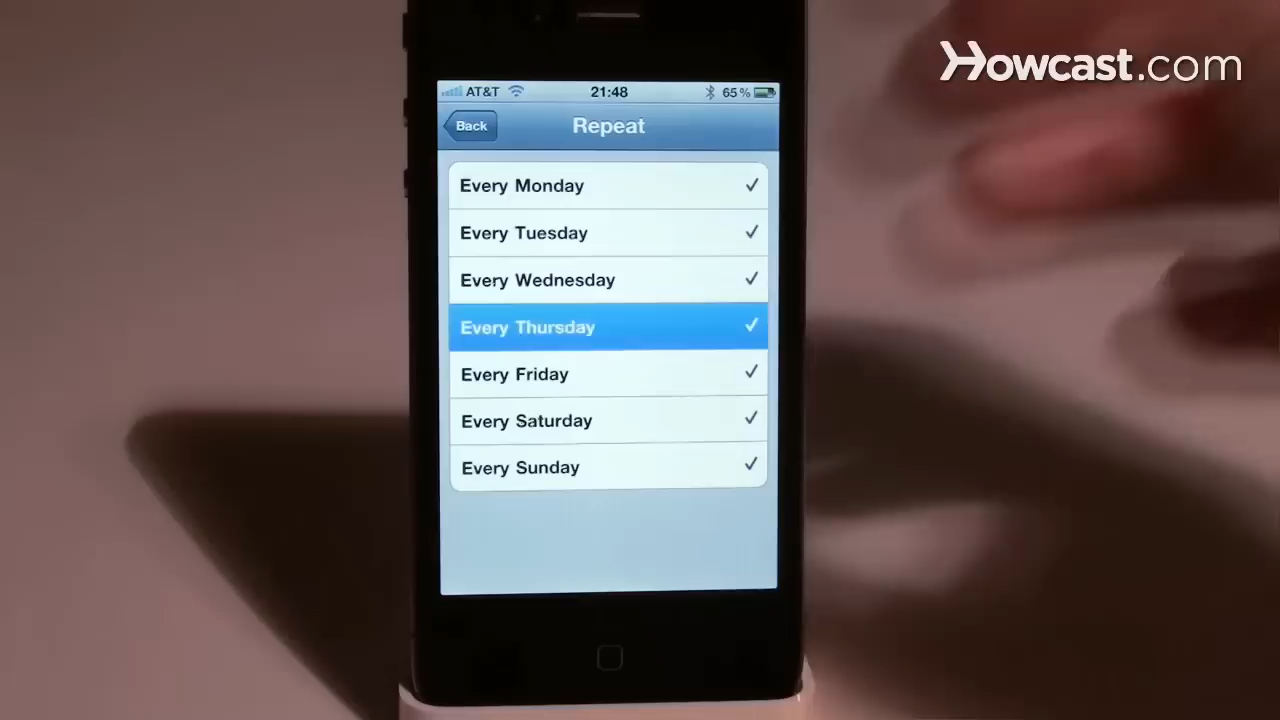 Howcast.com
AT&T 21:48 65%
Back Repeat
Every Monday
Every Tuesday
Every Wednesday
Every Thursday
Every Friday
Every Saturday
Every Sunday